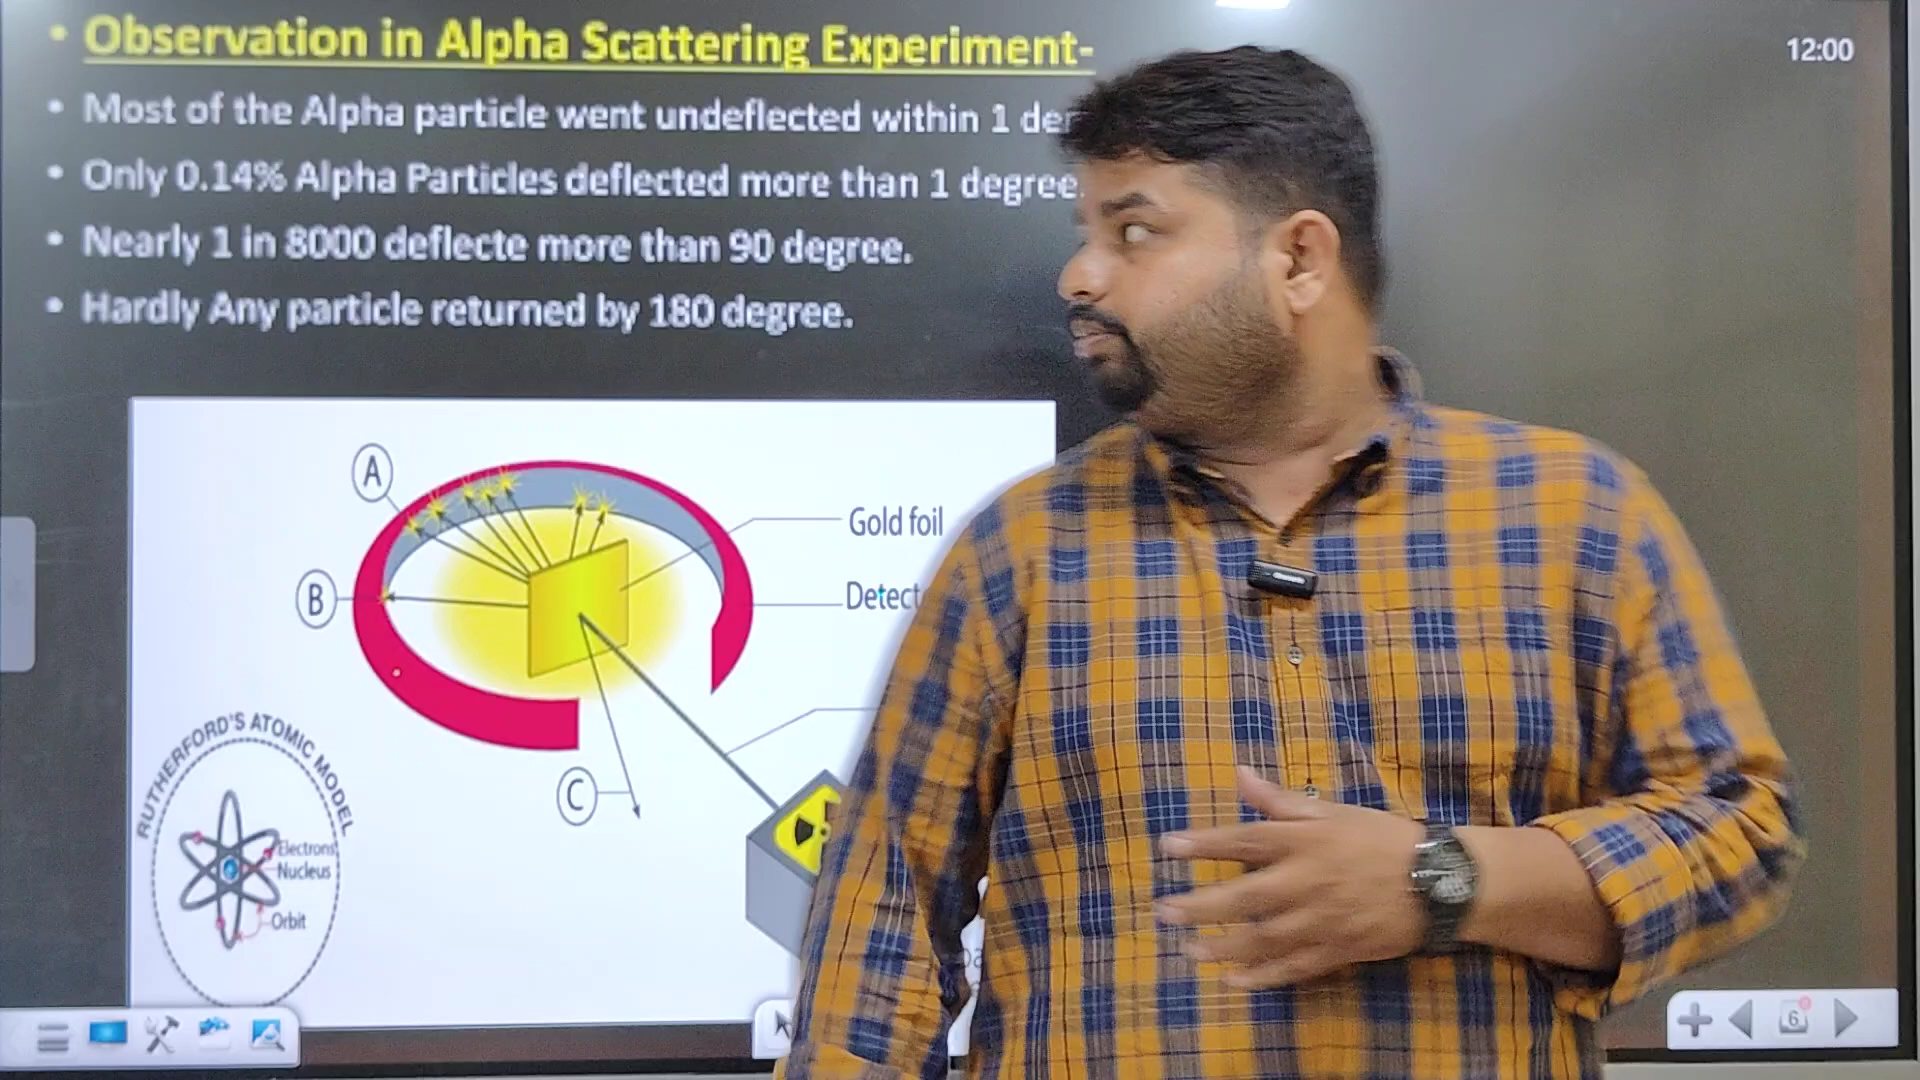 • Observation in Alpha Scattering Experiment-
12:00
• Most of the Alpha particle went undeflected within 1
• Only 0.14% Alpha Particles deflected more than 1 degree.
• Nearly 1 in 8000 deflecte more than 90 degree.
• Hardly Any particle returned by 180 degree.
A
Gold foil
B
C
RUTHERFORD'S ATOMIC MODEL
Electrons
Nucleus
Orbit
6